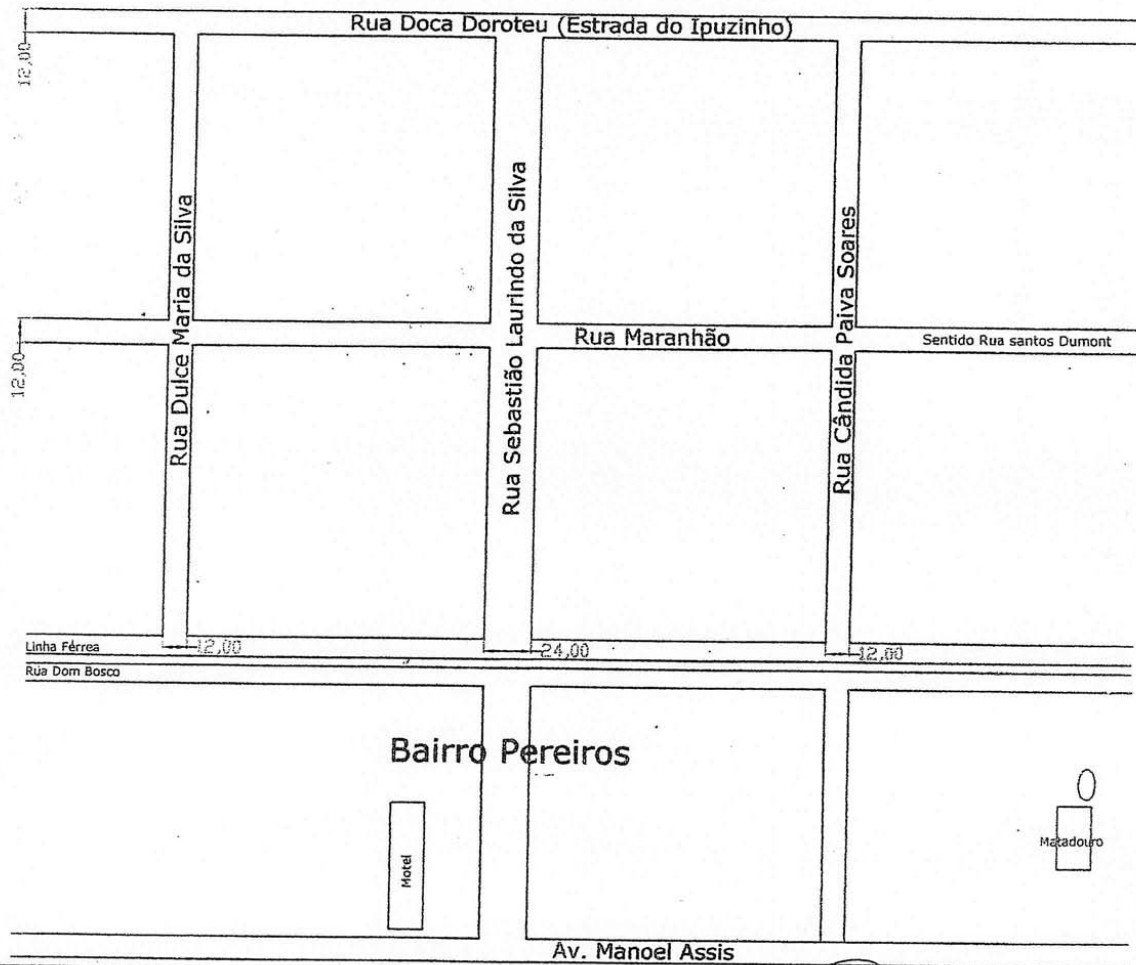 Rua Doca Doroteu (Estrada do Ipuzinho)
12,00
Rua Dulce Maria da Silva
Rua Sebastião Laurindo da Silva
Rua Cândida Paiva Soares
12,00
Rua Maranhão
Sentido Rua santos Dumont
Linha Férrea
12,00
24,00
12,00
Rua Dom Bosco
Bairro Pereiros
Motel
Matadouro
Av. Manoel Assis